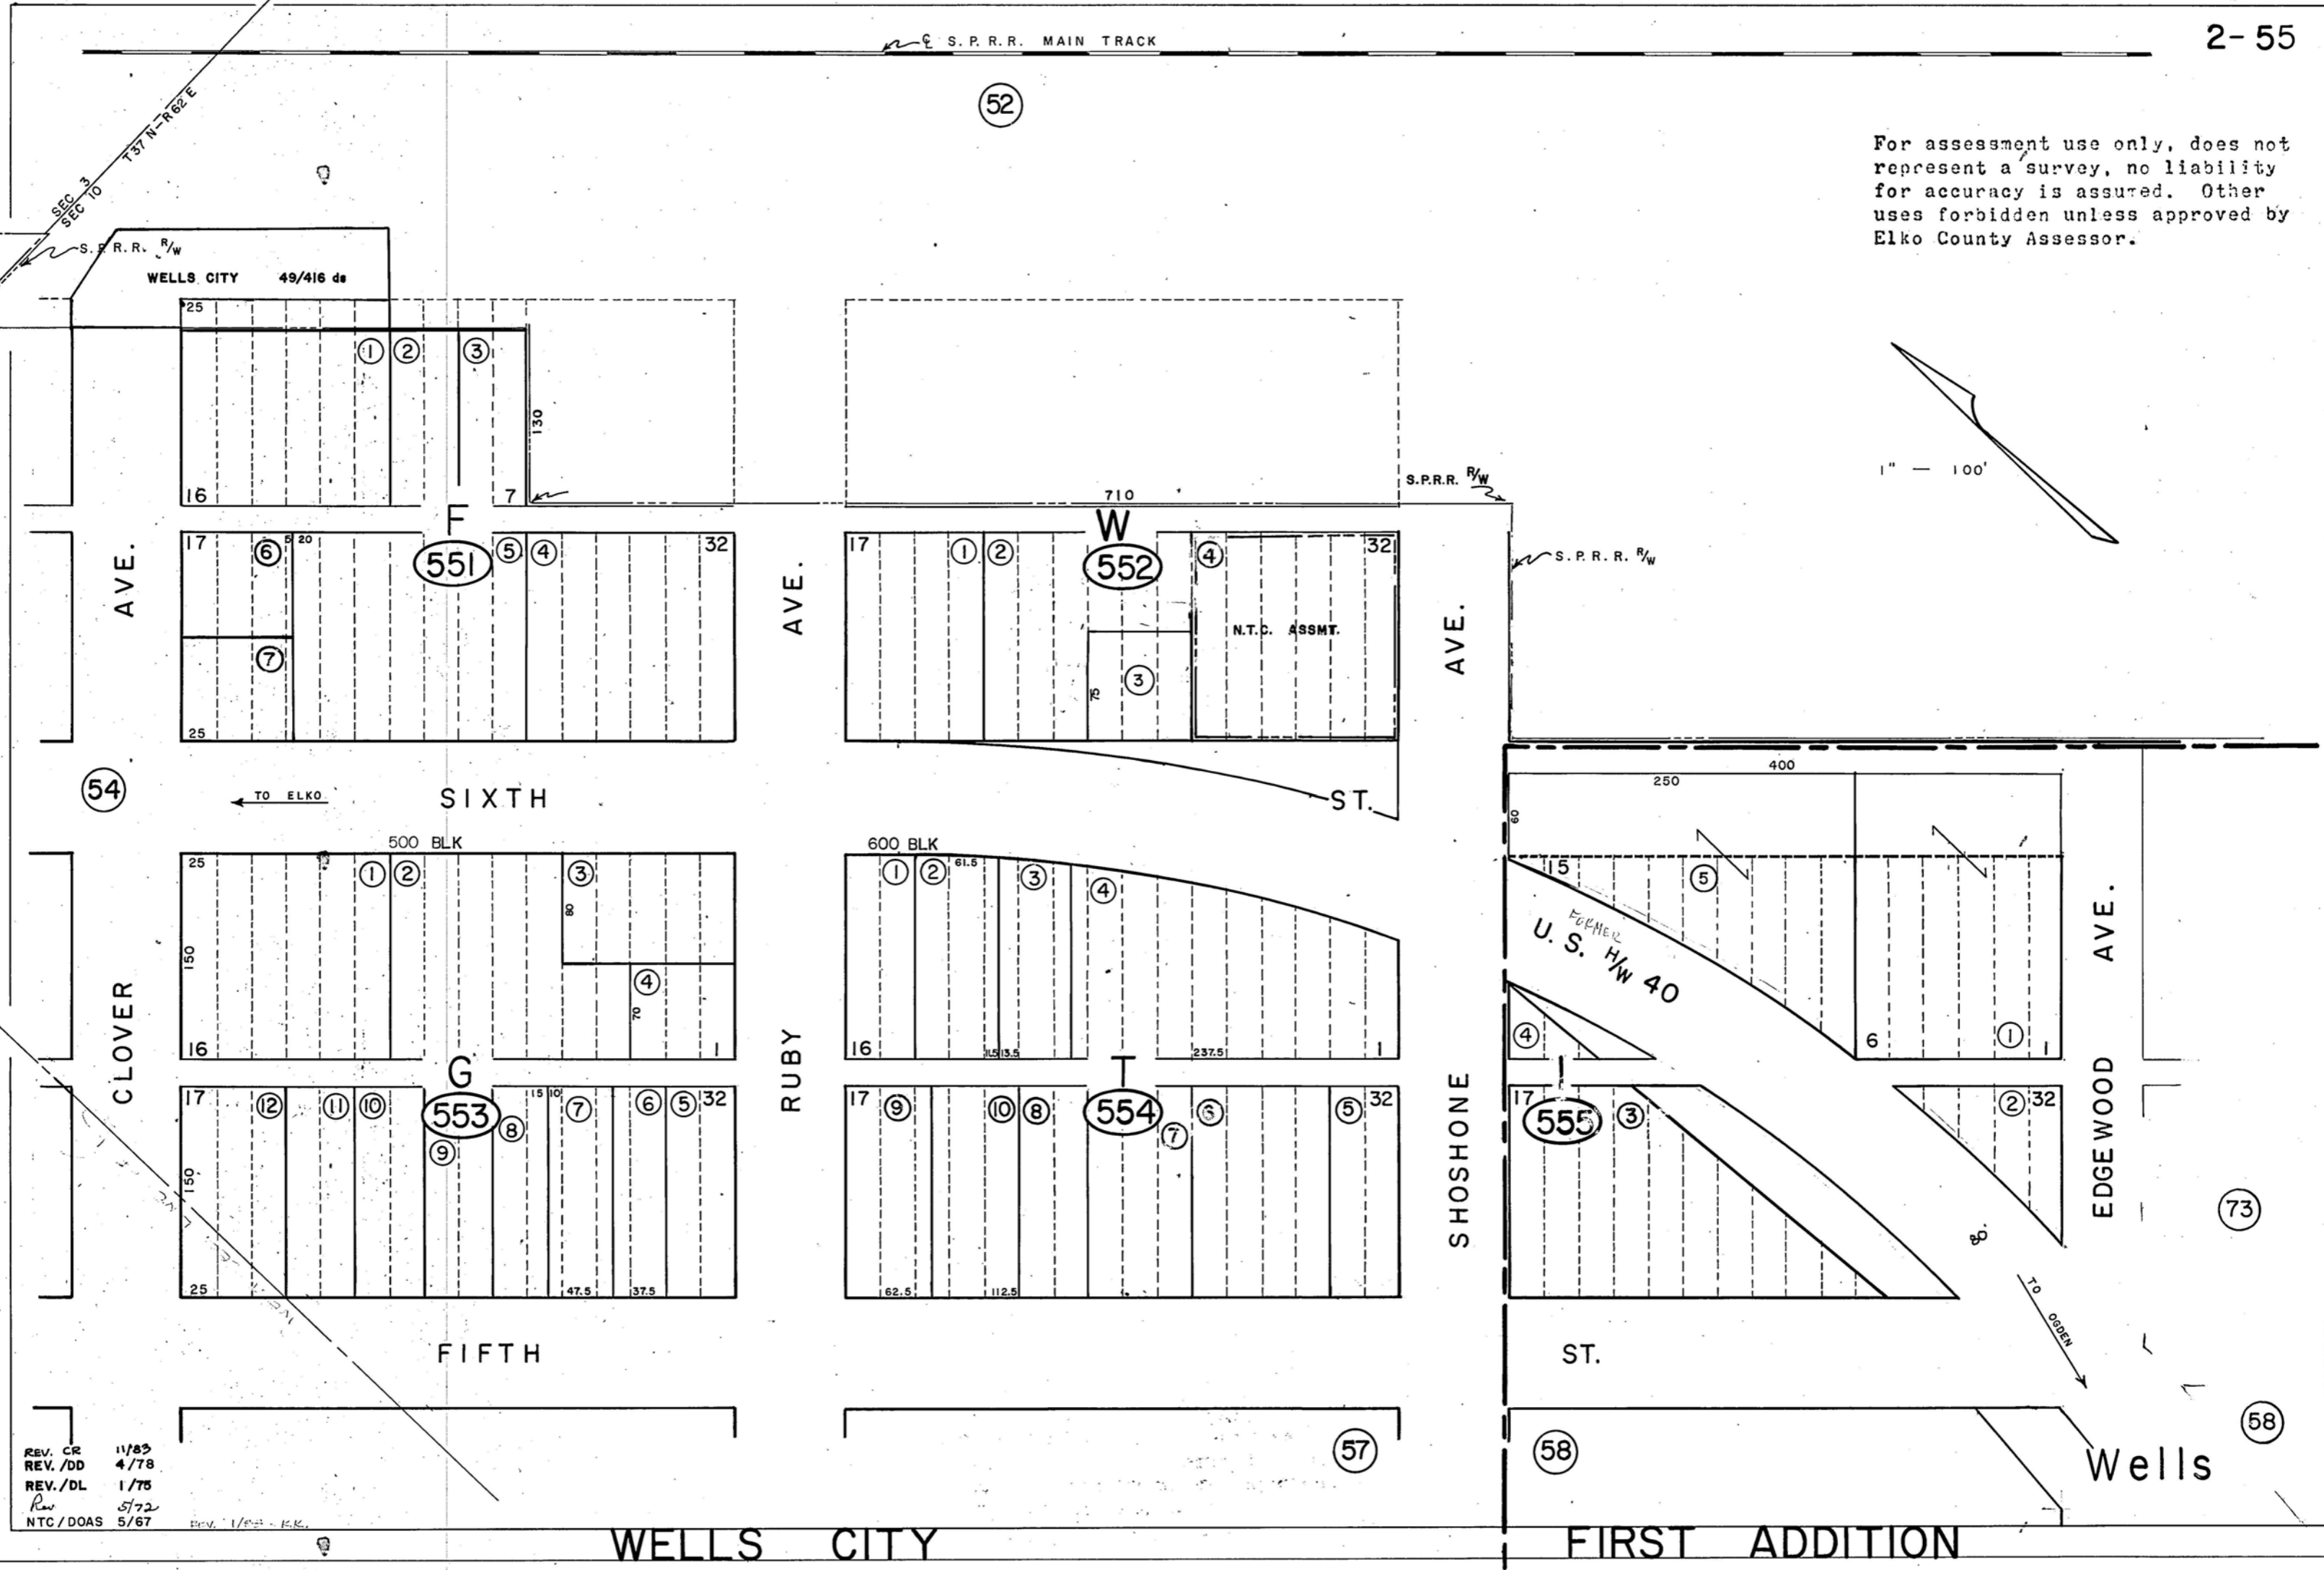 2-55
℄ S. P. R. R. MAIN TRACK
52
For assessment use only, does not
represent a survey, no liability
for accuracy is assured. Other
uses forbidden unless approved by
Elko County Assessor.
T37N-R62E
SEC 3
SEC 10
S. P. R. R. R/W
WELLS CITY 49/416 ds
25
1 2 3
130
16 7
F
551
17 6 5 20 5 4 32
7
25
AVE.
AVE.
710
W
552
17 1 2 4 32
N.T.C. ASSMT.
75
3
S.P.R.R. R/W
S. P. R. R. R/W
AVE.
1" — 100'
54
TO ELKO
SIXTH ST.
500 BLK
600 BLK
25 1 2 3
80
150
4
70
16 1
G
553
17 12 11 10 15 10 7 6 5 32
9 8
150
25 47.5 37.5
CLOVER
RUBY
1 2 61.5 3 4
16 11.5 13.5 237.5 1
T
554
17 9 10 8 7 6 5 32
62.5 112.5
SHOSHONE
400
250
60
15 5
FORMER
U. S. H/W 40
4
6 1 1
I
555
17 3 2 32
80
AVE.
EDGEWOOD
73
TO OGDEN
FIFTH ST.
57
58
58
Wells
REV. CR 11/83
REV. /DD 4/78
REV./DL 1/75
Rev 5/72
NTC/DOAS 5/67
WELLS CITY FIRST ADDITION